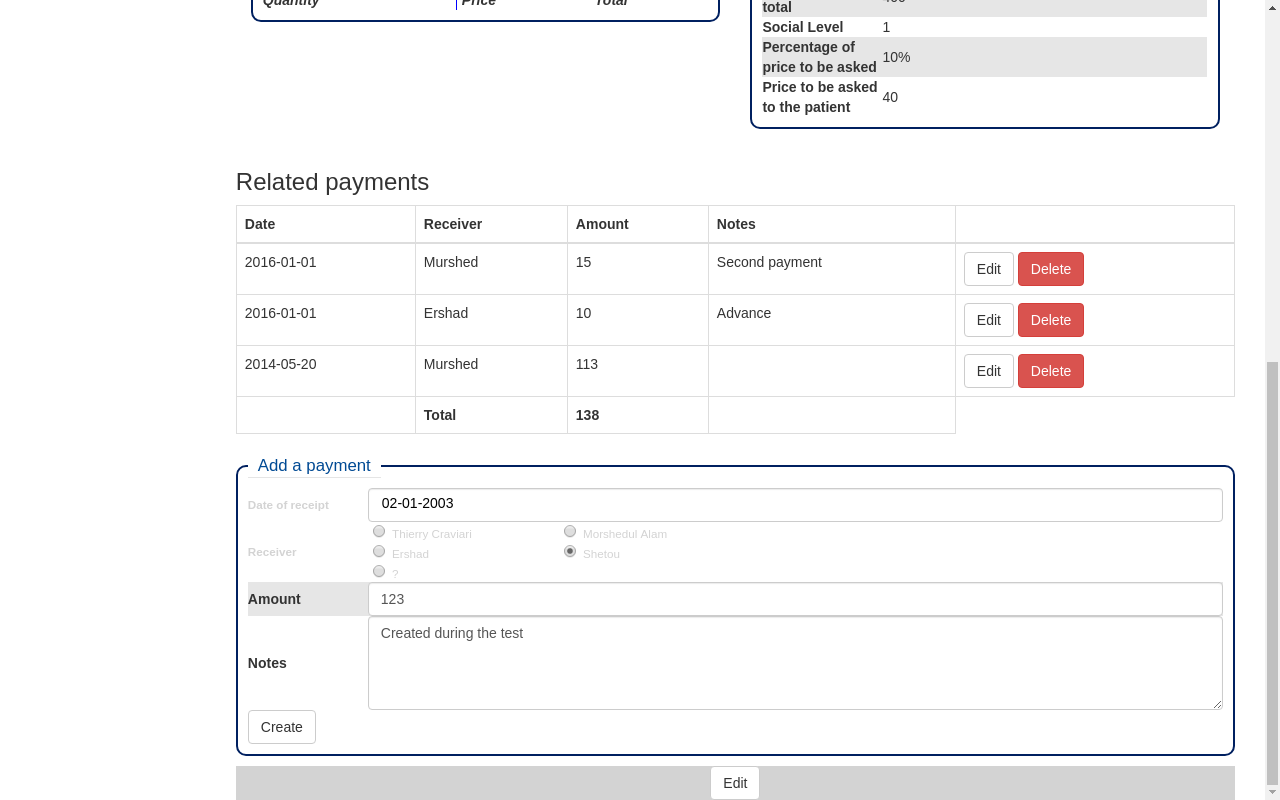 Quantity Price Total
total
Social Level 1
Percentage of
price to be asked 10%
Price to be asked
to the patient 40
Related payments
Date Receiver Amount Notes
2016-01-01 Murshed 15 Second payment Edit Delete
2016-01-01 Ershad 10 Advance Edit Delete
2014-05-20 Murshed 113 Edit Delete
Total 138
Add a payment
Date of receipt 02-01-2003
Thierry Craviari Morshedul Alam
Receiver Ershad Shetou
?
Amount 123
Notes Created during the test
Create
Edit